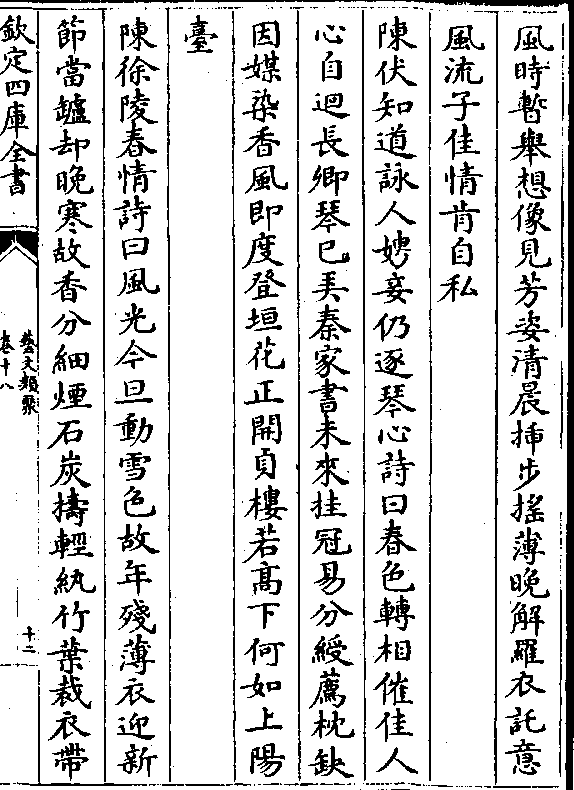 風時暫舉想像見芳姿清晨揷步搖薄晚解羅衣託意
風流子佳情肯自私
陳伏知道詠人娉妾仍逐琴心詩曰春色轉相催佳人
心自迴長卿琴已弄秦家書未來挂冠易分綬薦枕缺
因媒染香風即度登垣花正開貞樓若髙下何如上陽
臺
陳徐陵春情詩曰風光今旦動雪色故年殘薄衣迎新
節當罏却晚寒故香分細煙石炭擣輕紈竹葉裁衣帶
欽定四庫全書
藝文類聚
卷十八
十二